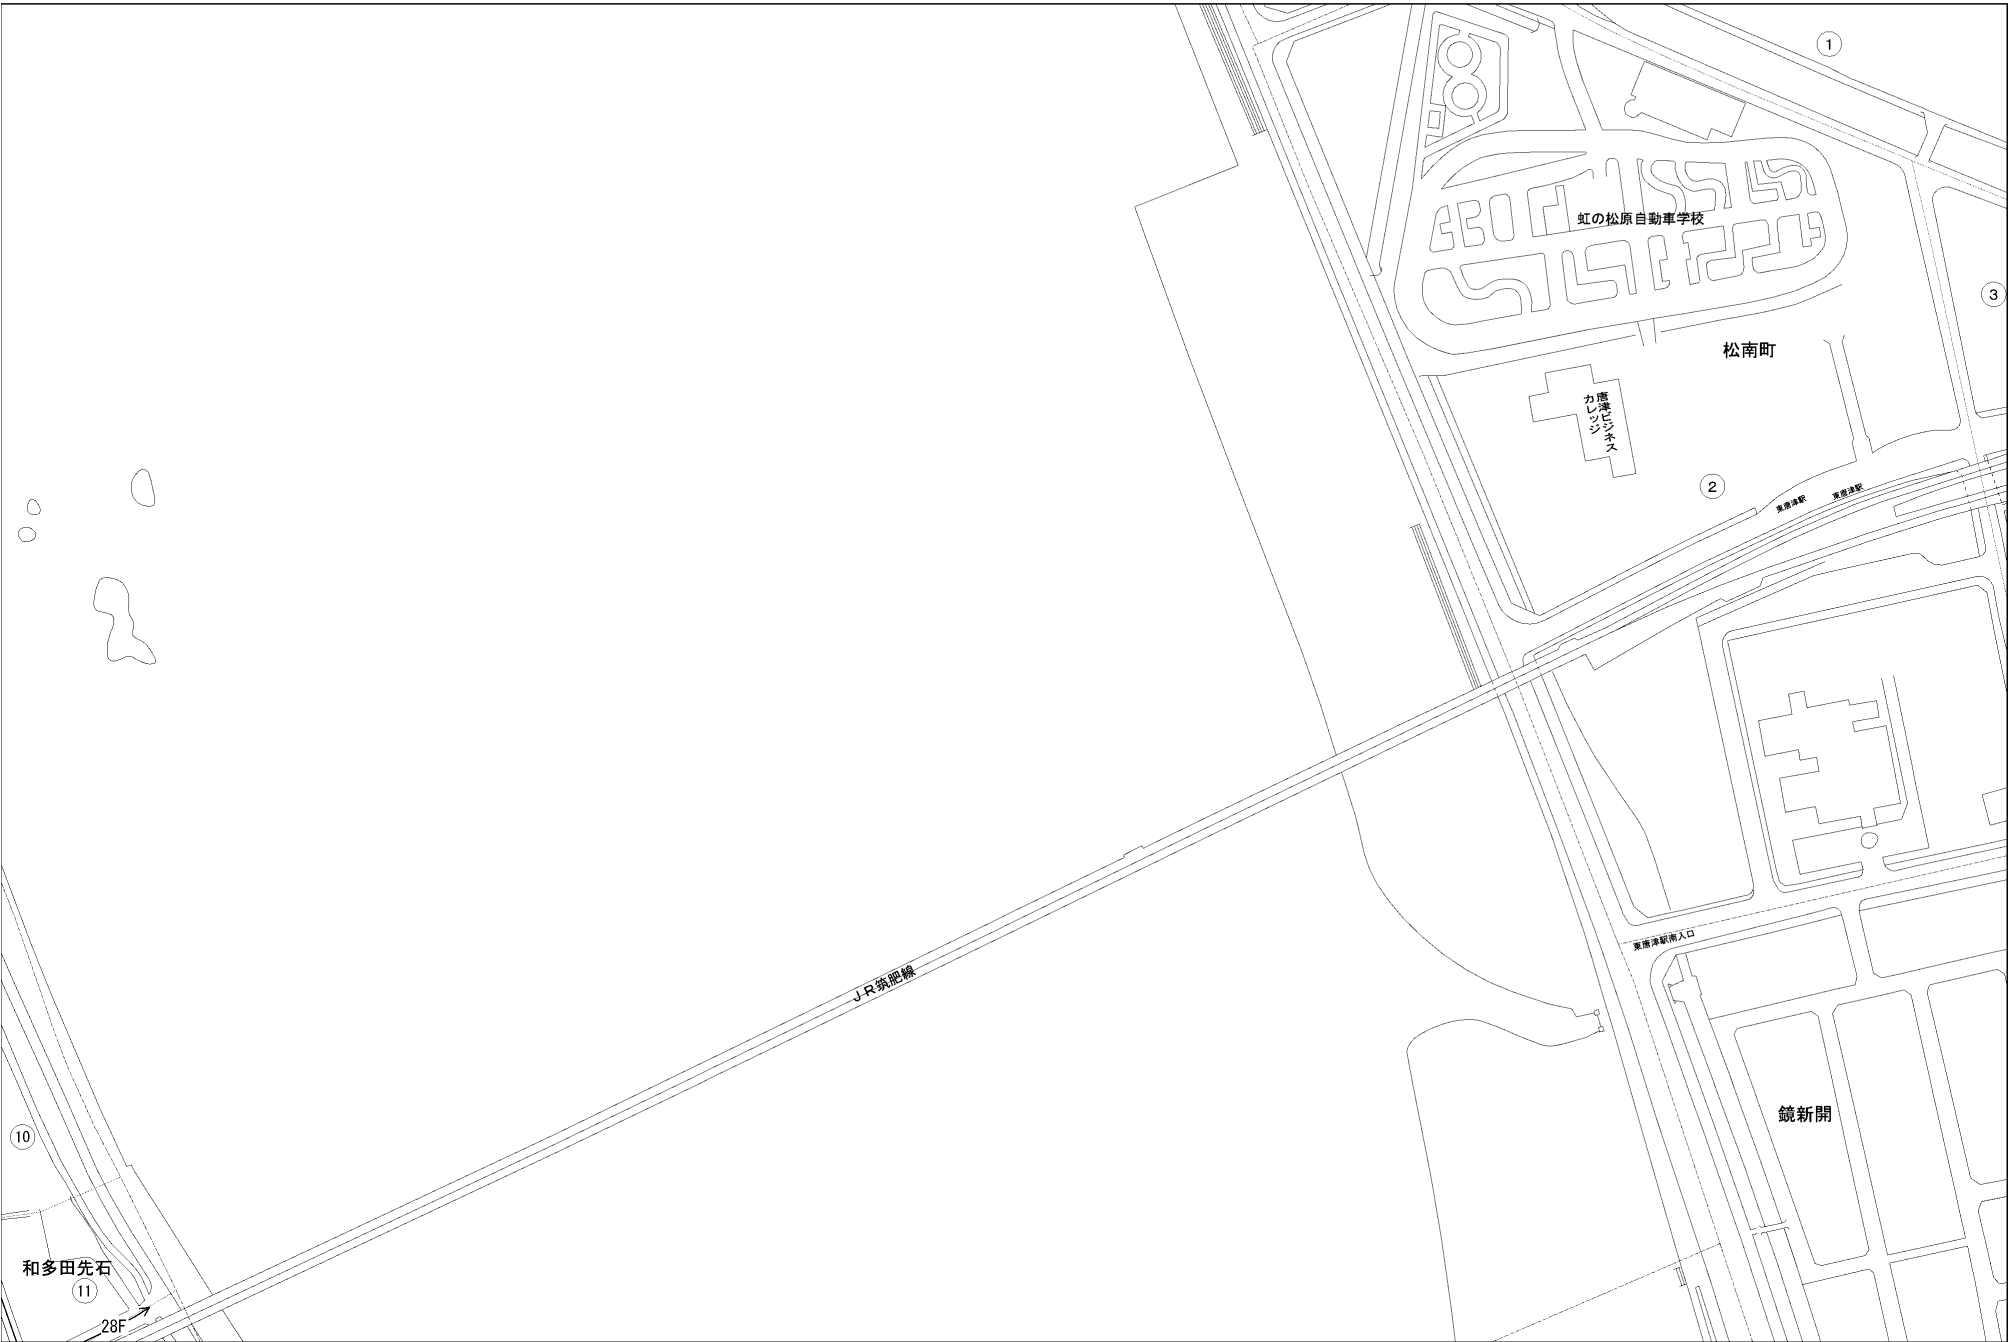 ①
虹の松原自動車学校
③
松南町
唐津ビジネス
カレッジ
②
東唐津駅
東唐津駅
東唐津駅南入口
JR筑肥線
鏡新開
⑩
和多田先石
⑪
28F